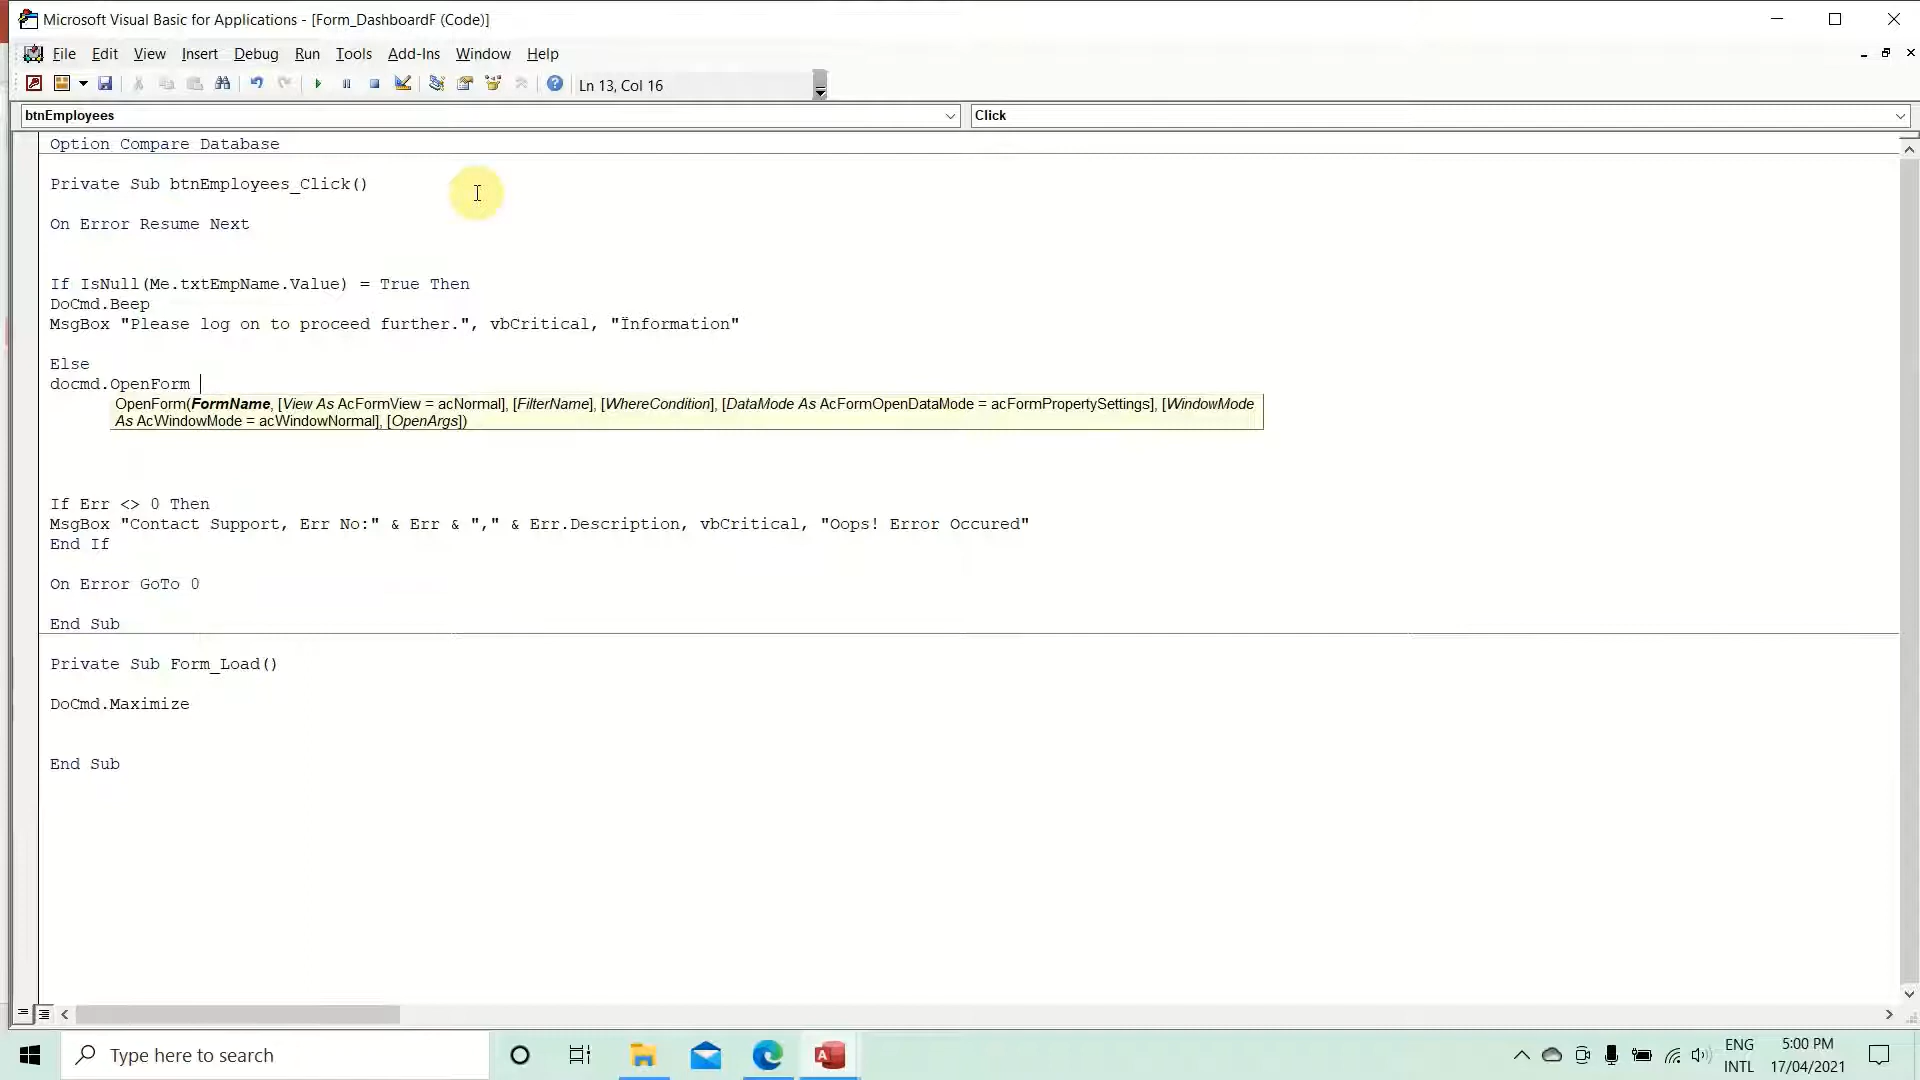 Microsoft Visual Basic for Applications - [Form_DashboardF (Code)]
File Edit View Insert Debug Run Tools Add-Ins Window Help
Ln 13, Col 16
btnEmployees Click
Option Compare Database
Private Sub btnEmployees_Click()
On Error Resume Next
If IsNull(Me.txtEmpName.Value) = True Then
DoCmd.Beep
MsgBox "Please log on to proceed further.", vbCritical, "Information"
Else
docmd.OpenForm
OpenForm(FormName, [View As AcFormView = acNormal], [FilterName], [WhereCondition], [DataMode As AcFormOpenDataMode = acFormPropertySettings], [WindowMode
As AcWindowMode = acWindowNormal], [OpenArgs])
If Err <> 0 Then
MsgBox "Contact Support, Err No:" & Err & "," & Err.Description, vbCritical, "Oops! Error Occured"
End If
On Error GoTo 0
End Sub
Private Sub Form_Load()
DoCmd.Maximize
End Sub
Type here to search
ENG
INTL
5:00 PM
17/04/2021